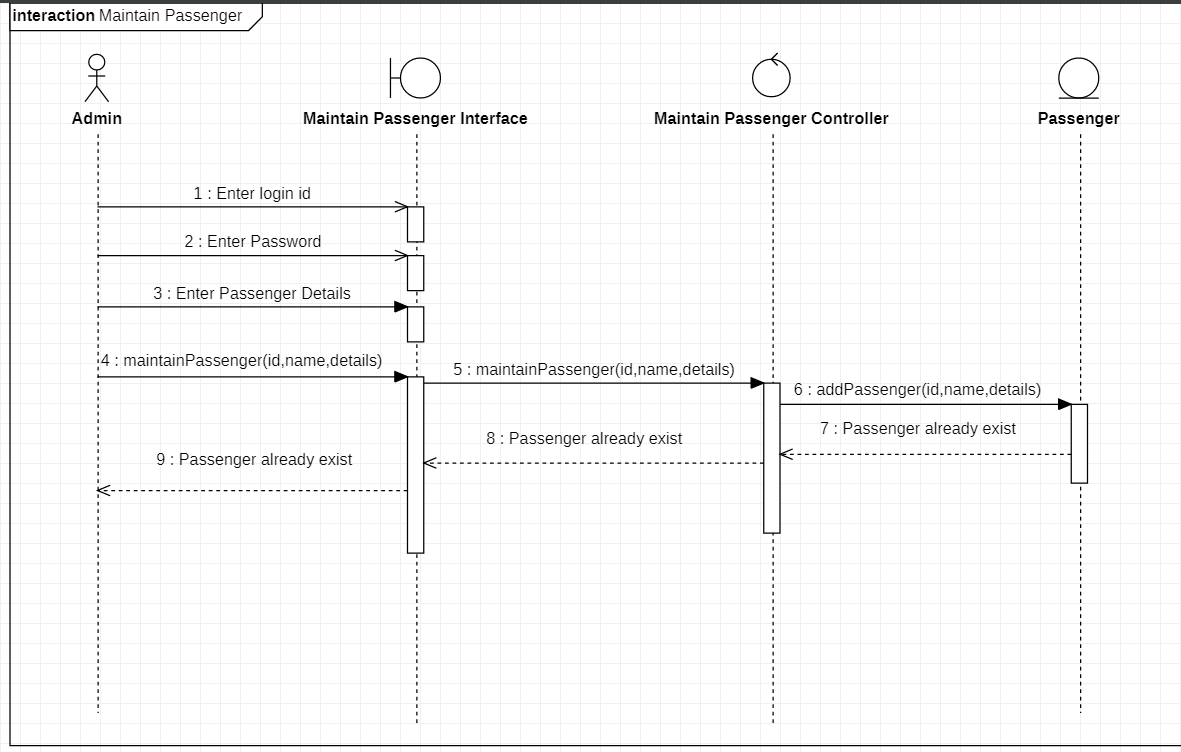 interaction Maintain Passenger
Admin
Maintain Passenger Interface
Maintain Passenger Controller
Passenger
1 : Enter login id
2 : Enter Password
3 : Enter Passenger Details
4 : maintainPassenger(id,name,details)
5 : maintainPassenger(id,name,details)
6 : addPassenger(id,name,details)
7 : Passenger already exist
8 : Passenger already exist
9 : Passenger already exist